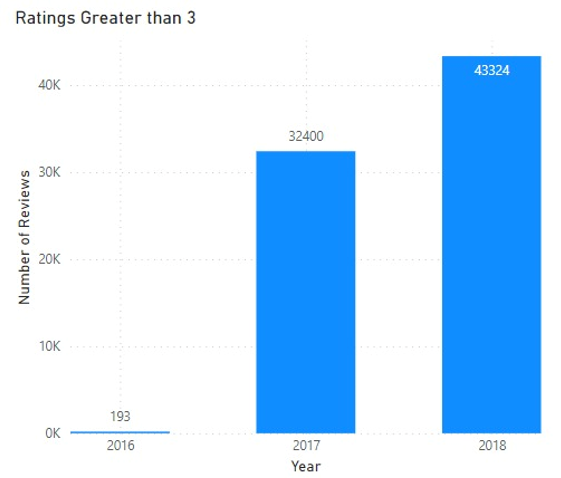 Ratings Greater than 3
Number of Reviews
40K
30K
20K
10K
0K
193
32400
43324
2016
2017
2018
Year